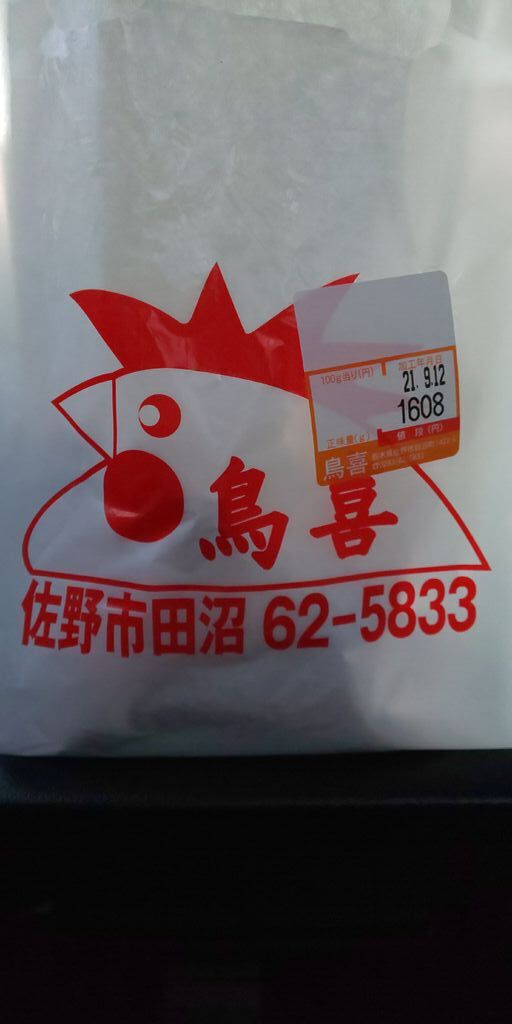 100g当り(円)
加工年月日
21. 9.12
1608
正味量(g)
値 段 (円)
鳥喜
鳥喜
佐野市田沼 62-5833